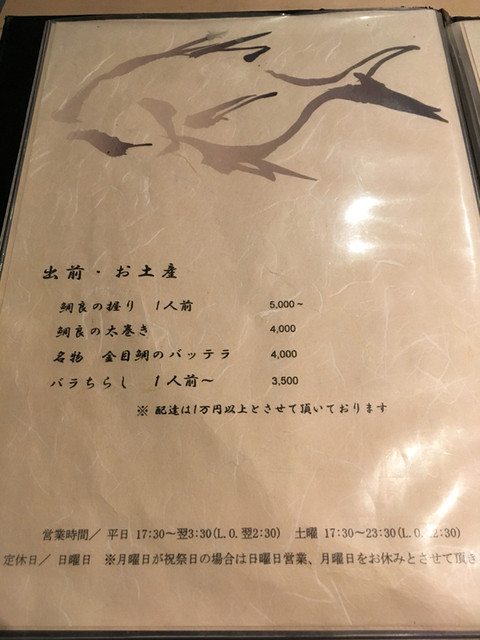 出前・お土産
鯛良の握り 1人前 5,000~
鯛良の太巻き 4,000
名物 金目鯛のバッテラ 4,000
バラちらし 1人前～ 3,500
※ 配達は1万円以上とさせて頂いております
営業時間／ 平日 17:30～翌3:30(L.O.翌2:30) 土曜 17:30～23:30(L.O.22:30)
定休日／ 日曜日 ※月曜日が祝祭日の場合は日曜日営業、月曜日をお休みとさせて頂き